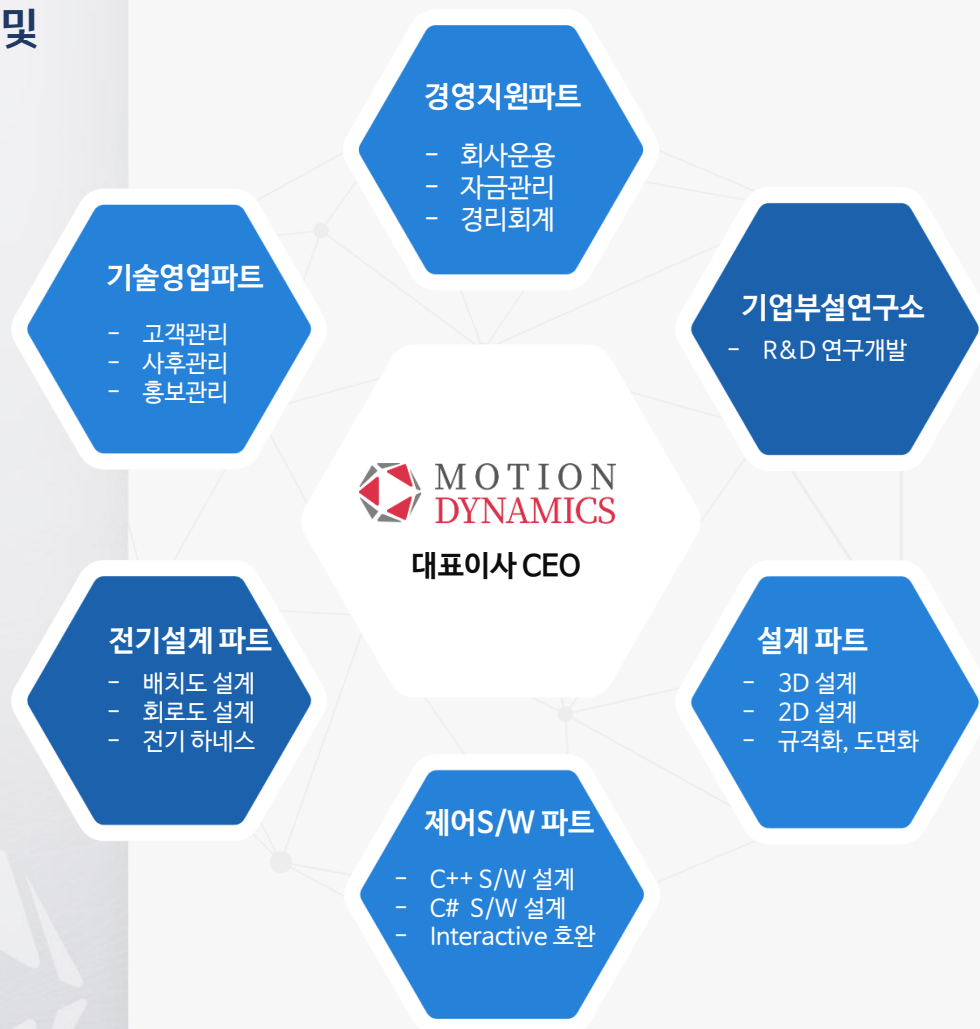 및
경영지원파트
- 회사운용
- 자금관리
- 경리회계
기술영업파트
- 고객관리
- 사후관리
- 홍보관리
기업부설연구소
- R&D 연구개발
MOTION
DYNAMICS
대표이사 CEO
전기설계 파트
- 배치도 설계
- 회로도 설계
- 전기 하네스
설계 파트
- 3D 설계
- 2D 설계
- 규격화, 도면화
제어S/W 파트
- C++ S/W 설계
- C# S/W 설계
- Interactive 호완